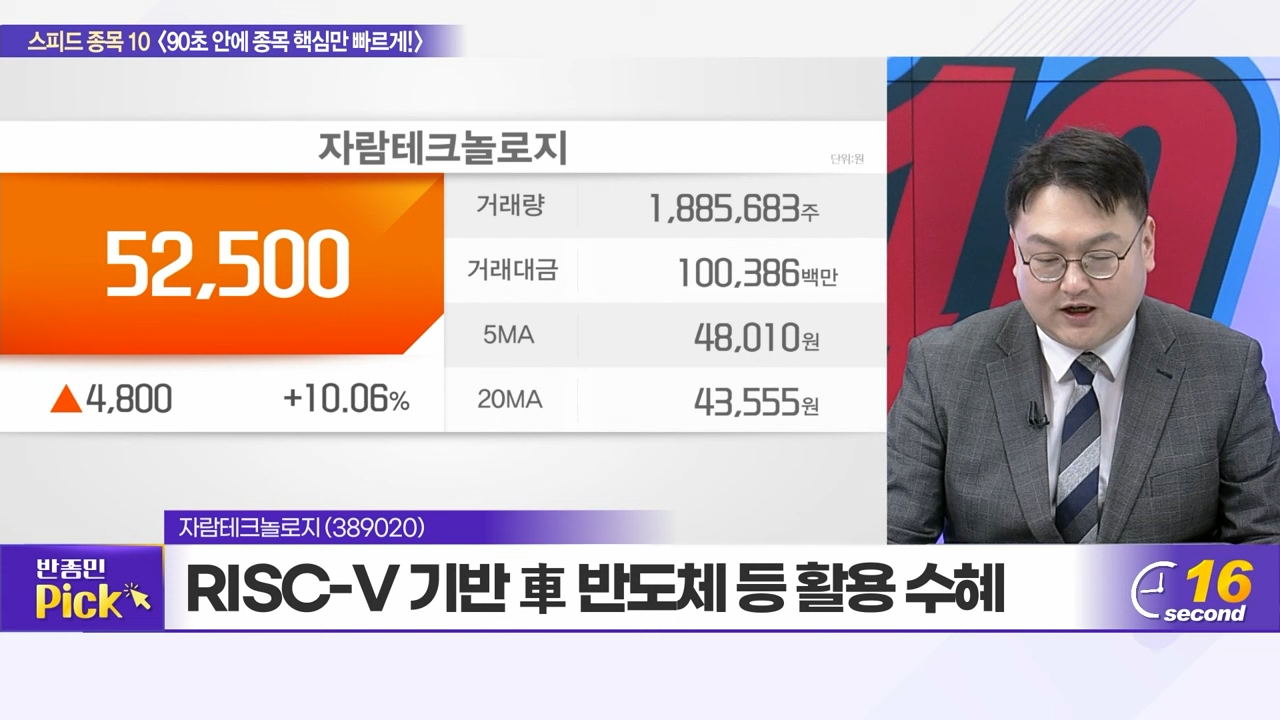 스피드 종목 10 〈90초 안에 종목 핵심만 빠르게!〉
자람테크놀로지
단위:원
52,500
▲4,800 +10.06%
거래량 1,885,683주
거래대금 100,386백만
5MA 48,010원
20MA 43,555원
10
자람테크놀로지 (389020)
반종민
Pick
RISC-V 기반 車 반도체 등 활용 수혜
16
second